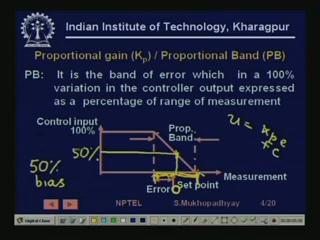 Indian Institute of Technology, Kharagpur
Proportional gain (Kp) / Proportional Band (PB)
PB: It is the band of error which in a 100%
variation in the controller output expressed
as a percentage of range of measurement
Control input
100%
Prop.
Band
u = Kp e
+ C
50%
50%
bias
0
Error
Set point
Measurement
NPTEL
S.Mukhopadhyay
4/20